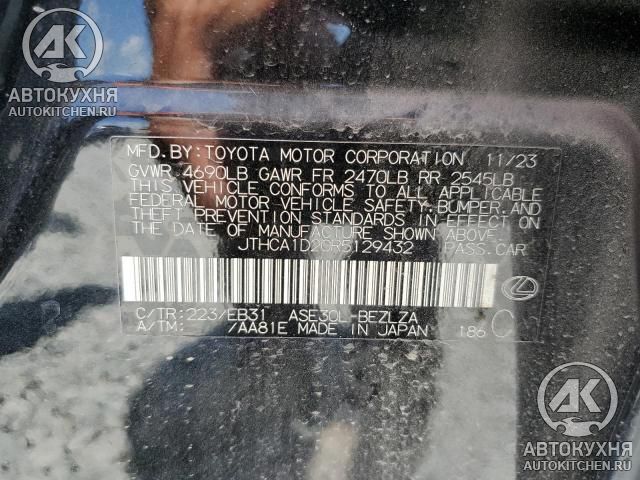 АК
АВТОКУХНЯ
AUTOKITCHEN.RU
MFD. BY: TOYOTA MOTOR CORPORATION 11/23
GVWR 4690LB GAWR FR 2470LB RR 2545LB
THIS VEHICLE CONFORMS TO ALL APPLICABLE
FEDERAL MOTOR VEHICLE SAFETY, BUMPER, AND
THEFT PREVENTION STANDARDS IN EFFECT ON
THE DATE OF MANUFACTURE SHOWN ABOVE.
JTHCA1D20R5129432 PASS.CAR
C/TR: 223/EB31 ASE30L-BEZLZA
A/TM: /AA81E MADE IN JAPAN 186 C
АК
АВТОКУХНЯ
AUTOKITCHEN.RU